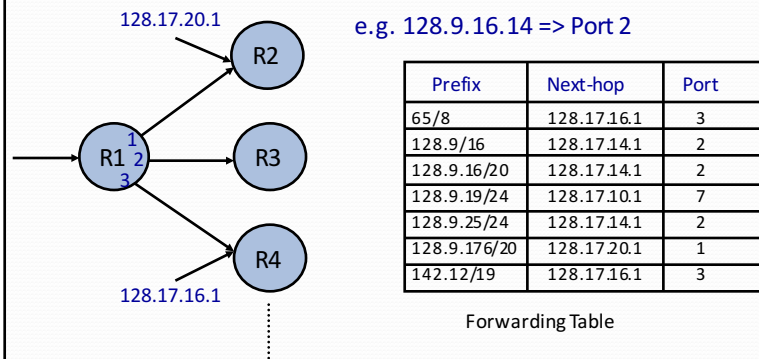 128.17.20.1
e.g. 128.9.16.14 => Port 2
R2
R1
1
2
3
R3
R4
128.17.16.1
Prefix Next-hop Port
65/8 128.17.16.1 3
128.9/16 128.17.14.1 2
128.9.16/20 128.17.14.1 2
128.9.19/24 128.17.10.1 7
128.9.25/24 128.17.14.1 2
128.9.176/20 128.17.20.1 1
142.12/19 128.17.16.1 3
Forwarding Table